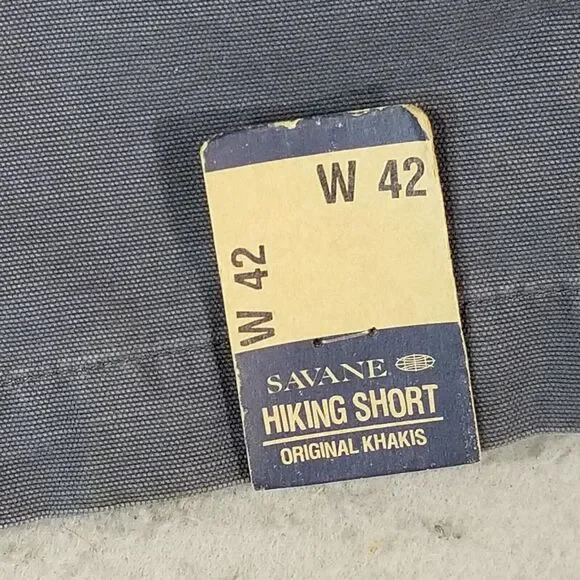 W 42
W 42
SAVANE
HIKING SHORT
ORIGINAL KHAKIS